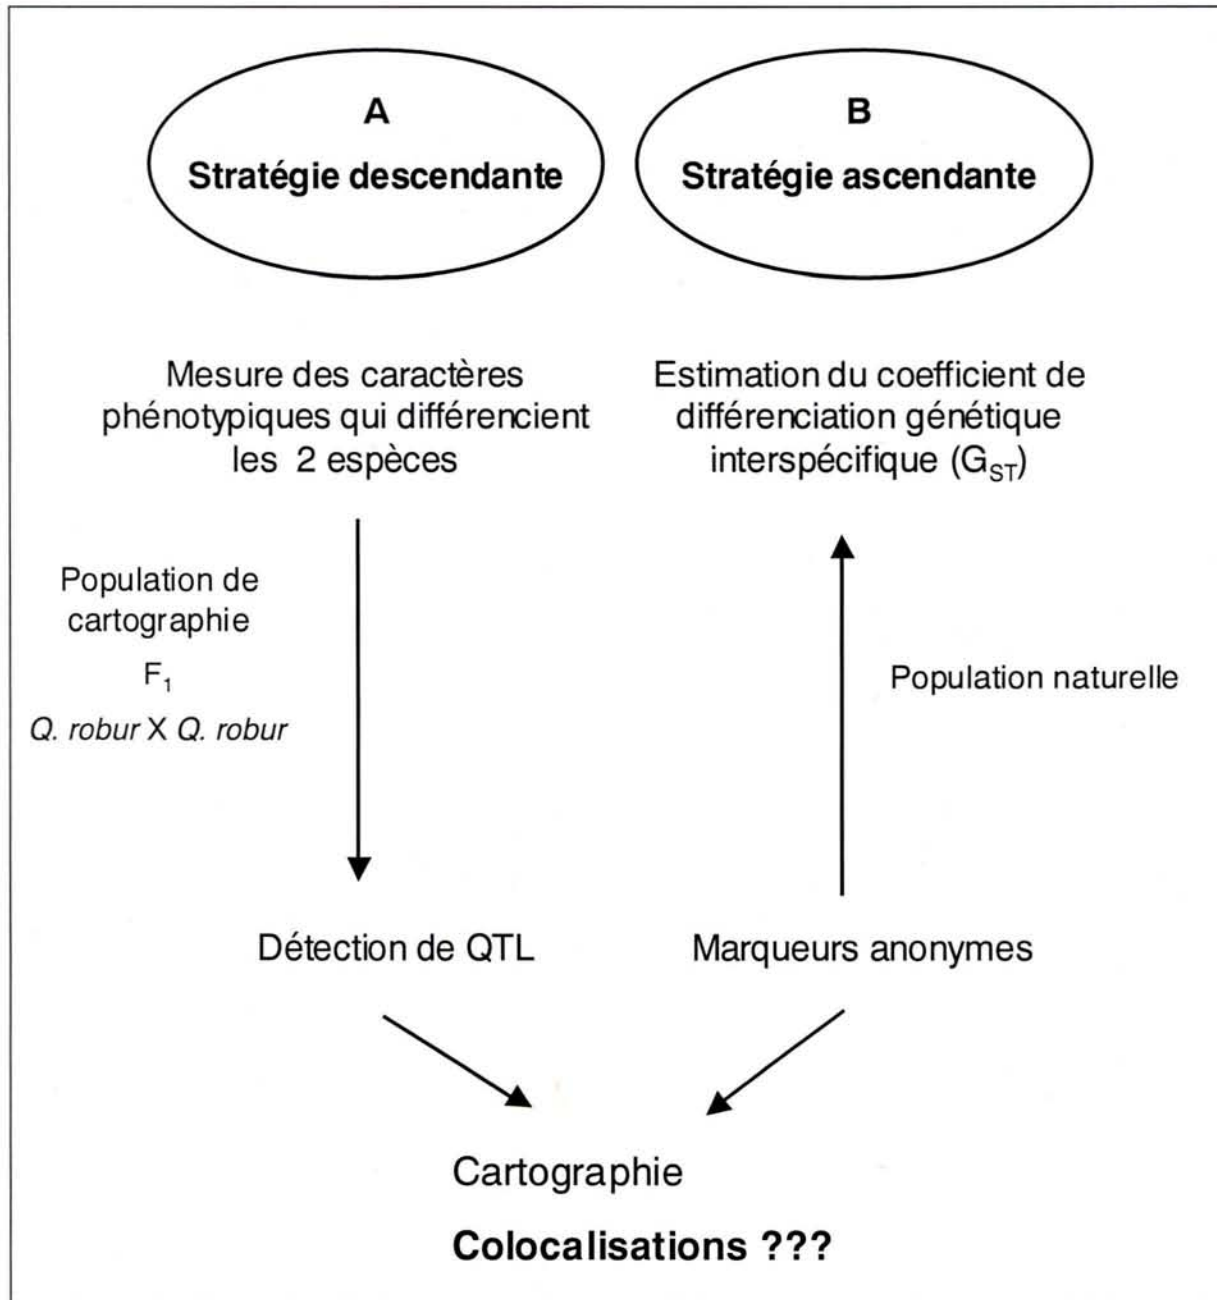 A
Stratégie descendante
B
Stratégie ascendante
Mesure des caractères
phénotypiques qui différencient
les 2 espèces
Estimation du coefficient de
différenciation génétique
interspécifique (G_ST)
Population de
cartographie
F₁
Q. robur X Q. robur
Population naturelle
Détection de QTL
Marqueurs anonymes
Cartographie
Colocalisations ???